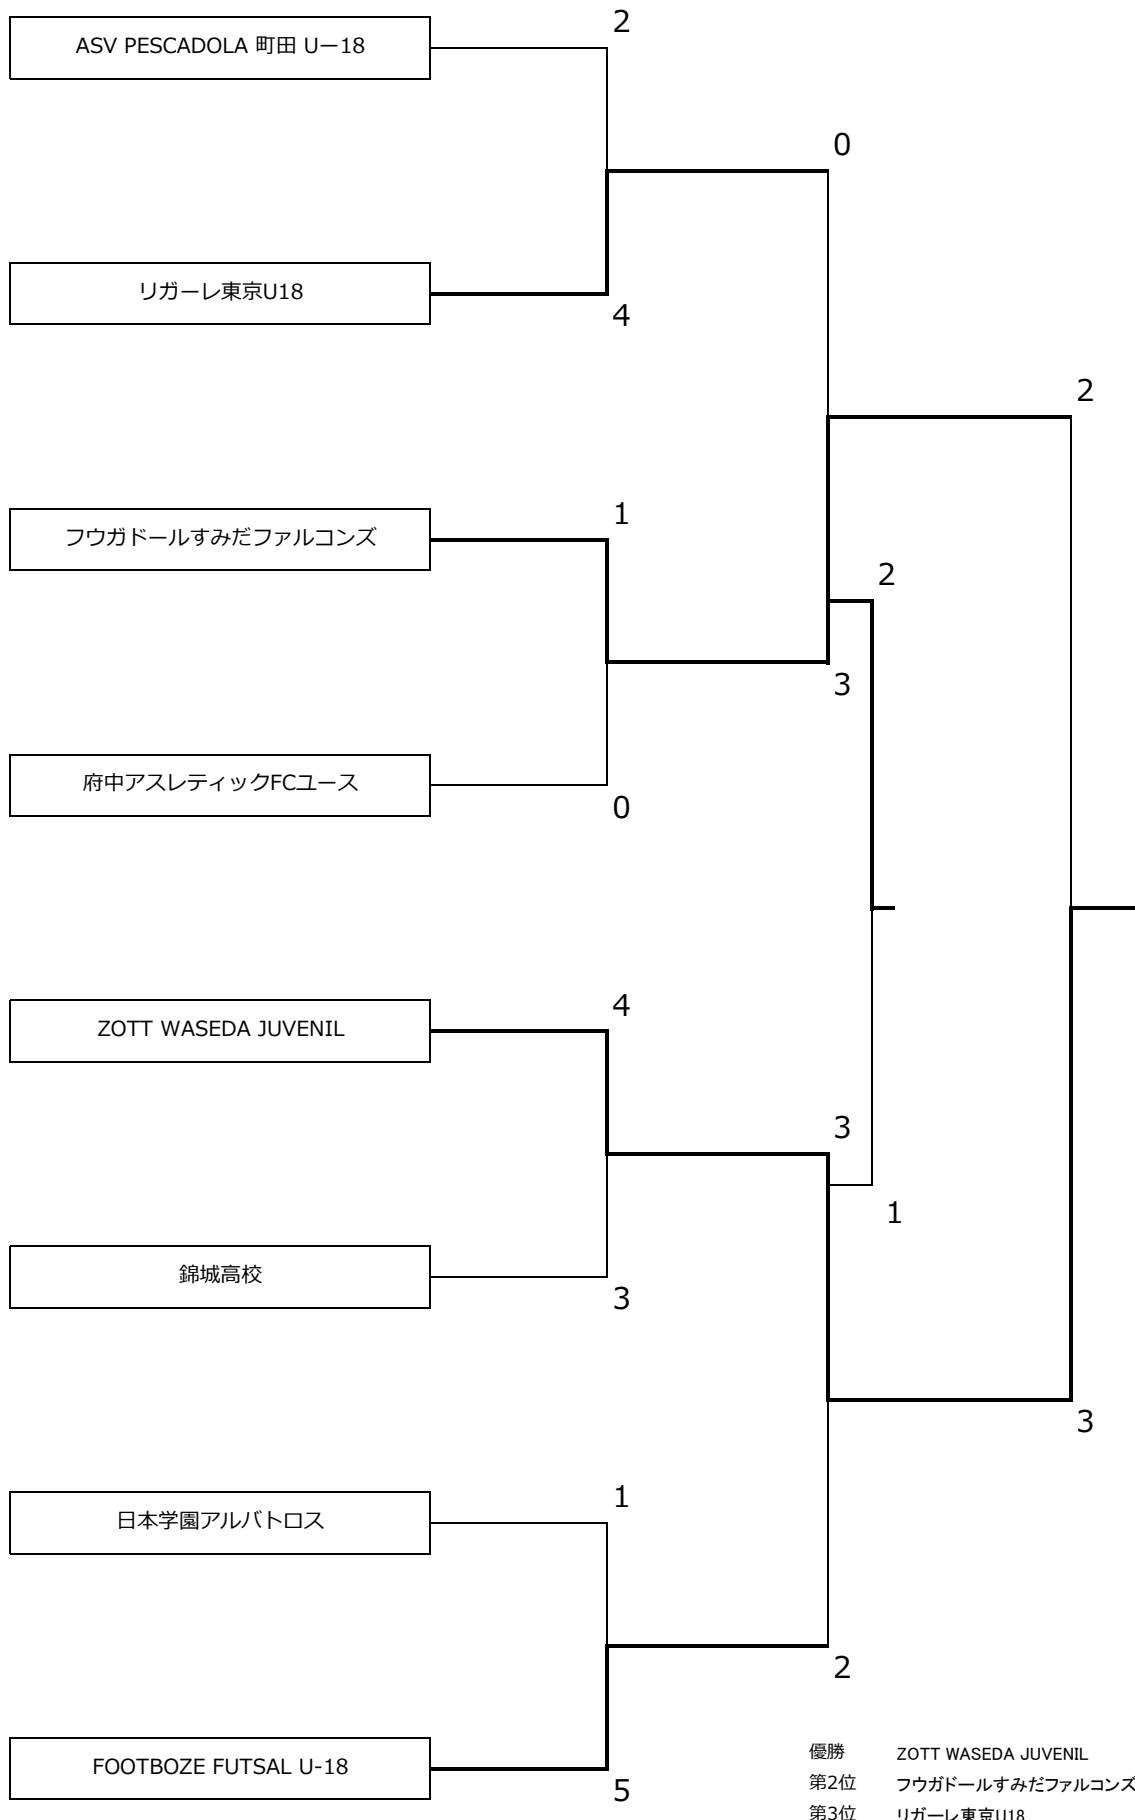 2
ASV PESCADOLA 町田 Uー18
0
リガーレ東京U18
4
2
1
フウガドールすみだファルコンズ
2
3
府中アスレティックFCユース
0
4
ZOTT WASEDA JUVENIL
3
1
錦城高校
3
3
1
日本学園アルバトロス
2
FOOTBOZE FUTSAL U-18
5
優勝 ZOTT WASEDA JUVENIL
第2位 フウガドールすみだファルコンズ
第3位 リガーレ東京U18